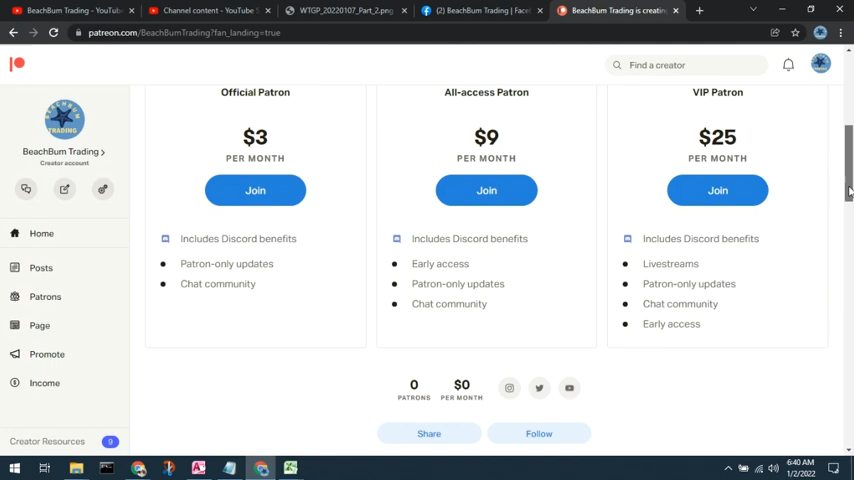 BeachBum Trading - YouTube
Channel content - YouTube S
WTGP_20220107_Part_2.png
(2) BeachBum Trading | Face
BeachBum Trading is creating
patreon.com/BeachBumTrading?fan_landing=true
Find a creator
BEACHBUM
TRADING
BeachBum Trading
Creator account
Home
Posts
Patrons
Page
Promote
Income
Creator Resources 9
Official Patron
$3
PER MONTH
Join
Includes Discord benefits
Patron-only updates
Chat community
All-access Patron
$9
PER MONTH
Join
Includes Discord benefits
Early access
Patron-only updates
Chat community
VIP Patron
$25
PER MONTH
Join
Includes Discord benefits
Livestreams
Patron-only updates
Chat community
Early access
0
PATRONS
$0
PER MONTH
Share
Follow
6:40 AM
1/2/2022